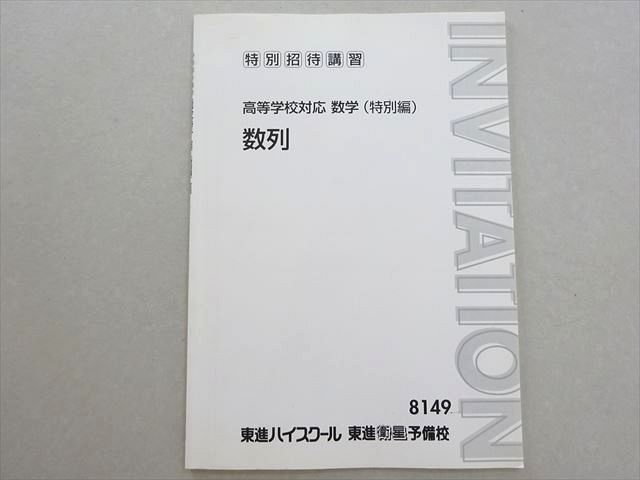 特別招待講習
高等学校対応 数学（特別編）
数列
INVITATION
8149
東進ハイスクール 東進衛星予備校